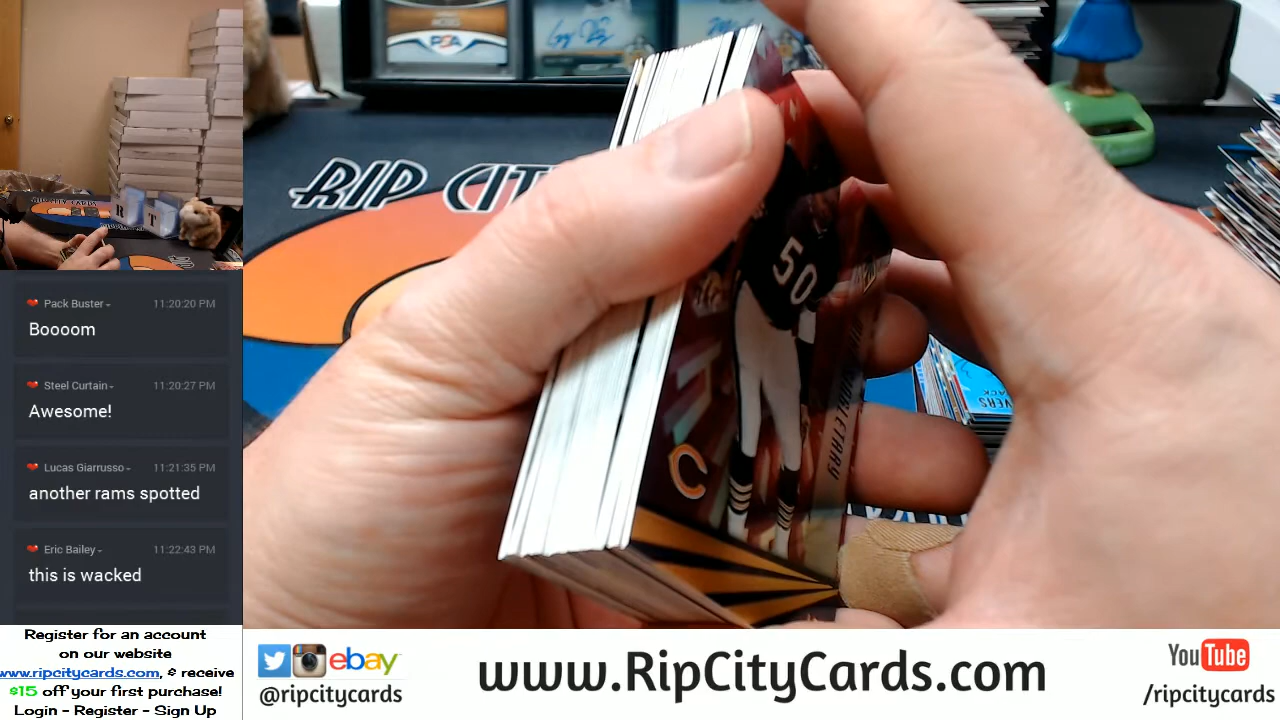 PSA
RIP CITY
50
SINGLETARY
C
R T
Pack Buster 11:20:20 PM
Boooom
Steel Curtain 11:20:27 PM
Awesome!
Lucas Giarrusso 11:21:35 PM
another rams spotted
Eric Bailey 11:22:43 PM
this is wacked
Register for an account
on our website
www.ripcitycards.com, & receive
$15 off your first purchase!
Login - Register - Sign Up
ebay
@ripcitycards
www.RipCityCards.com
YouTube
/ripcitycards